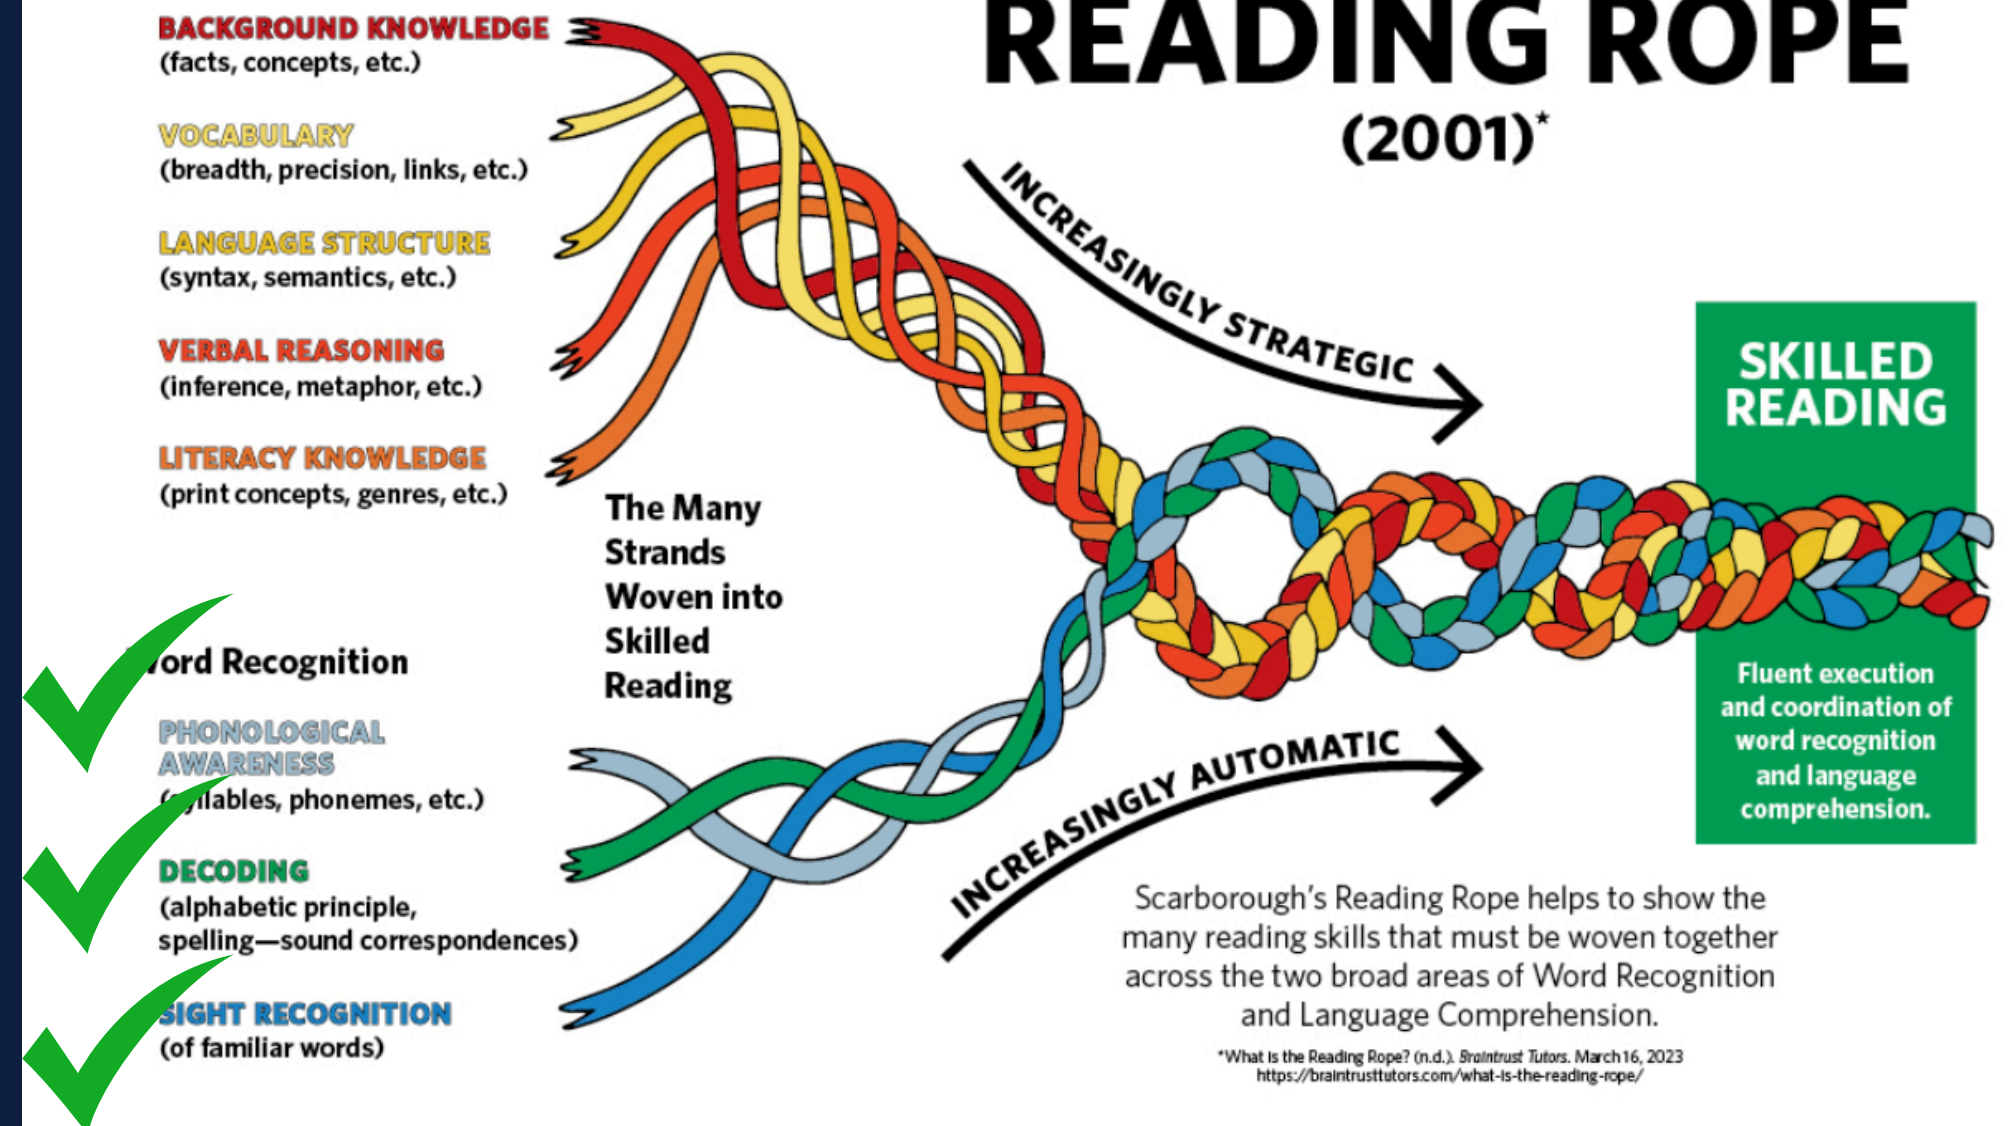 READING ROPE
(2001)*
BACKGROUND KNOWLEDGE
(facts, concepts, etc.)
VOCABULARY
(breadth, precision, links, etc.)
LANGUAGE STRUCTURE
(syntax, semantics, etc.)
VERBAL REASONING
(inference, metaphor, etc.)
LITERACY KNOWLEDGE
(print concepts, genres, etc.)
The Many
Strands
Woven into
Skilled
Reading
Word Recognition
PHONOLOGICAL
AWARENESS
(syllables, phonemes, etc.)
DECODING
(alphabetic principle,
spelling—sound correspondences)
SIGHT RECOGNITION
(of familiar words)
INCREASINGLY STRATEGIC
INCREASINGLY AUTOMATIC
SKILLED
READING
Fluent execution
and coordination of
word recognition
and language
comprehension.
Scarborough's Reading Rope helps to show the
many reading skills that must be woven together
across the two broad areas of Word Recognition
and Language Comprehension.
*What is the Reading Rope? (n.d.). Braintrust Tutors. March 16, 2023
https://braintrusttutors.com/what-is-the-reading-rope/